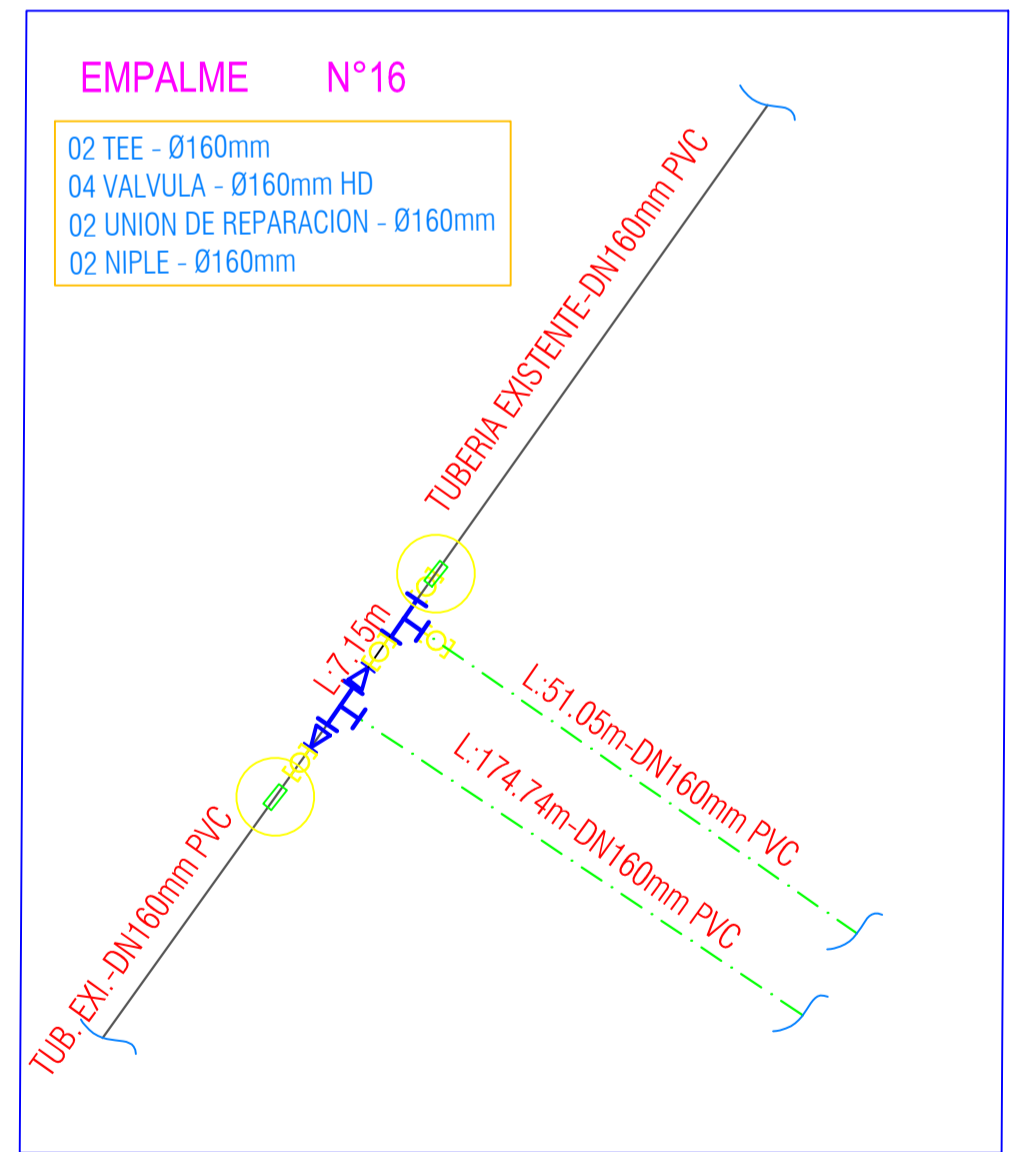 EMPALME N°16
02 TEE - Ø160mm
04 VALVULA - Ø160mm HD
02 UNION DE REPARACION - Ø160mm
02 NIPLE - Ø160mm
TUBERIA EXISTENTE-DN160mm PVC
L:7.15m
L:51.05m-DN160mm PVC
L:174.74m-DN160mm PVC
TUB. EXI.-DN160mm PVC